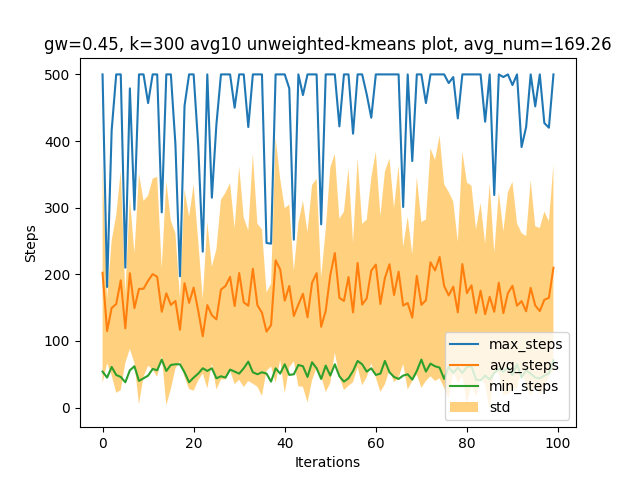 gw=0.45, k=300 avg10 unweighted-kmeans plot, avg_num=169.26
500
400
300
200
100
0
Steps
0 20 40 60 80 100
Iterations
max_steps
avg_steps
min_steps
std